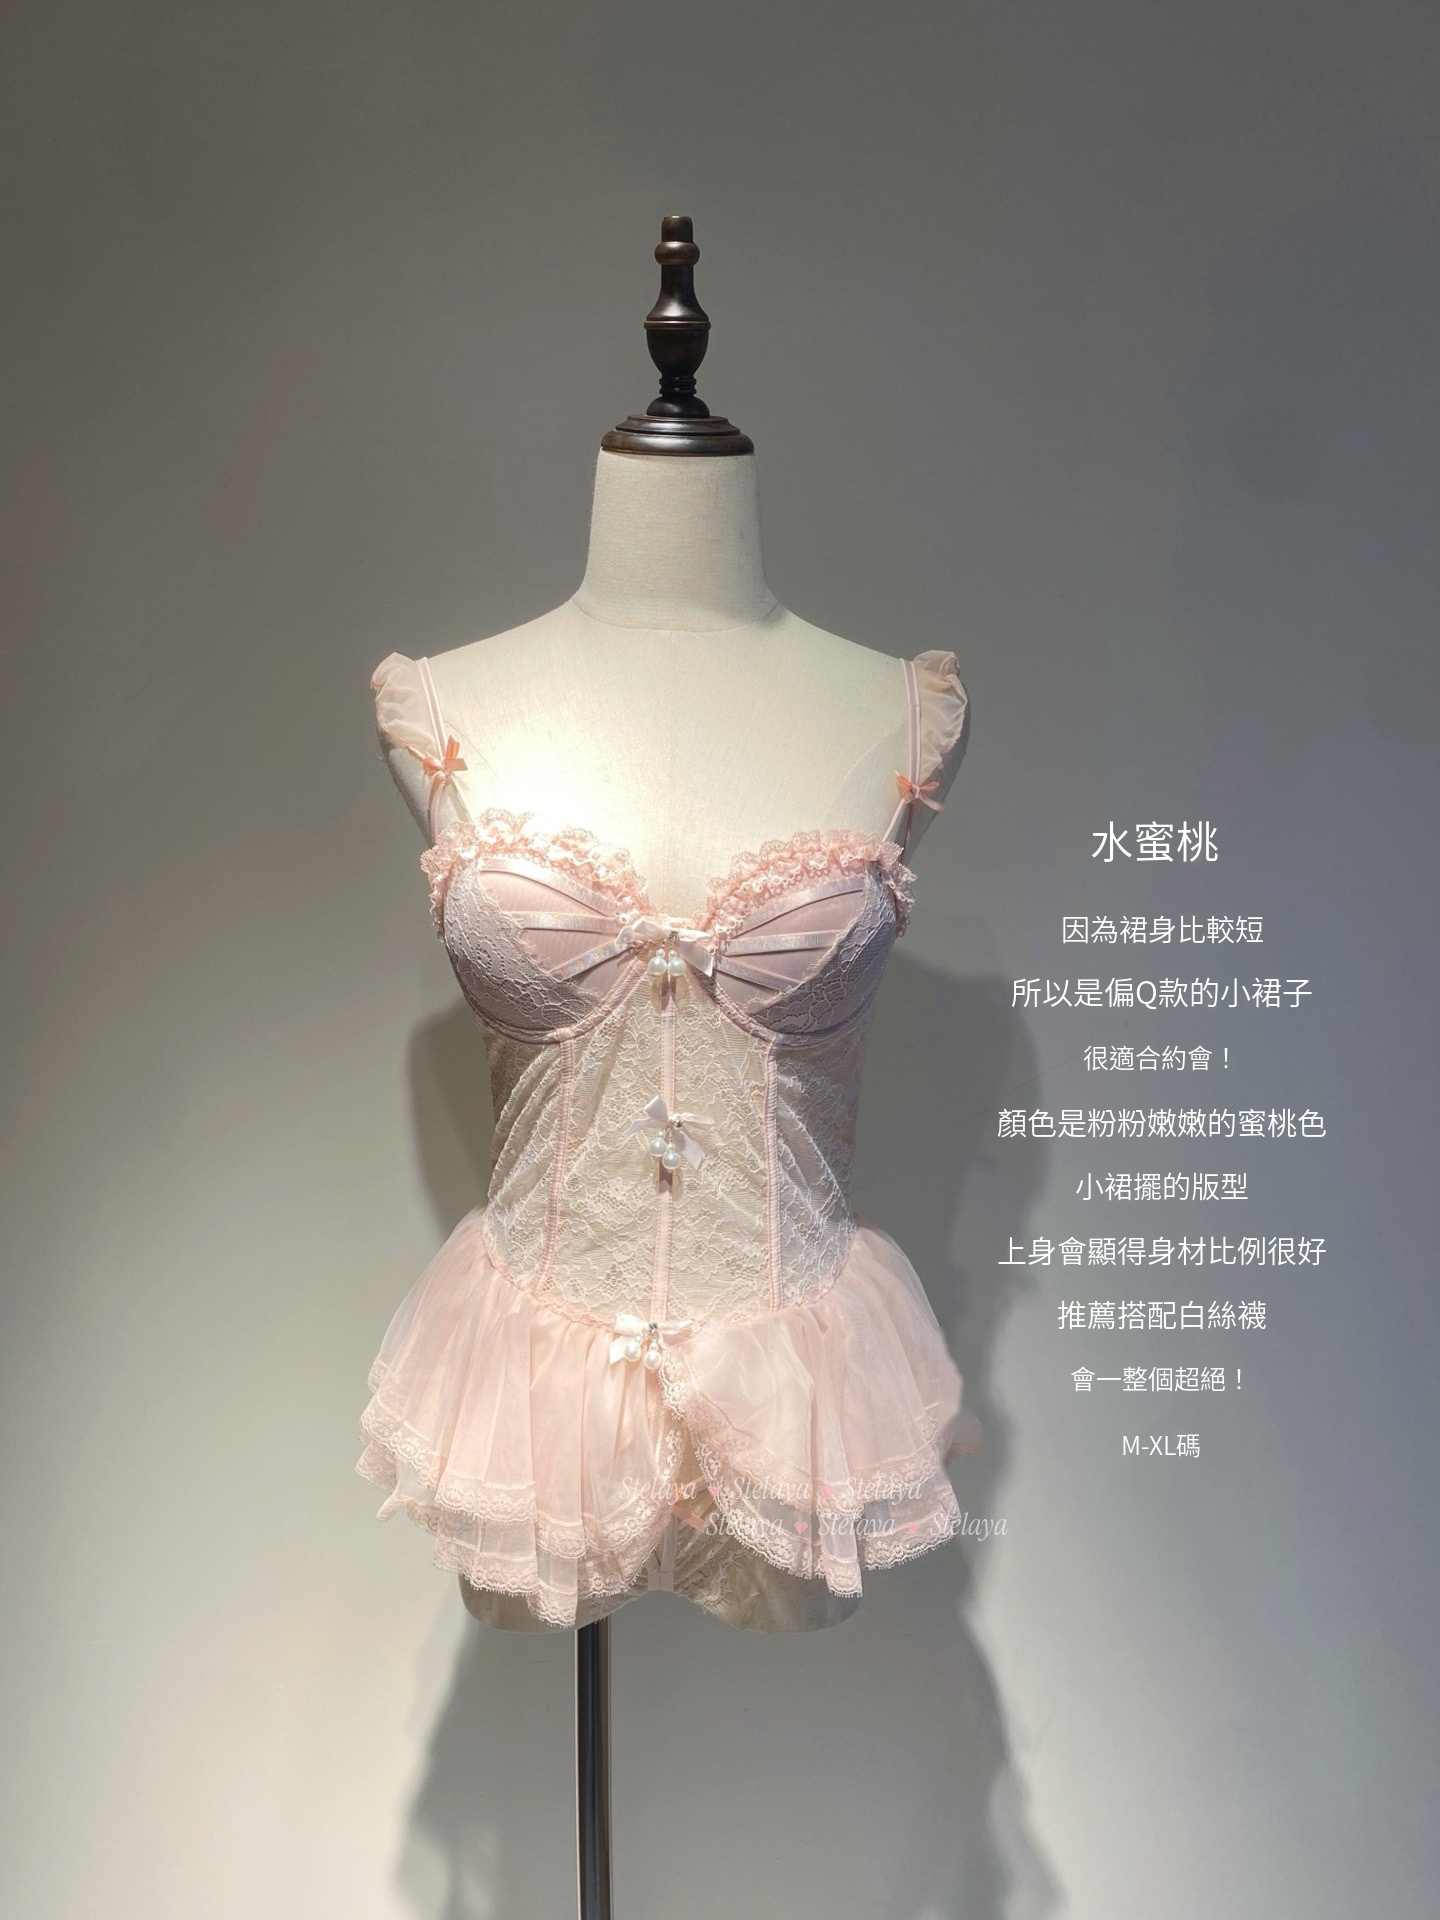 水蜜桃
因為裙身比較短
所以是偏Q款的小裙子
很適合約會！
顏色是粉粉嫩嫩的蜜桃色
小裙擺的版型
上身會顯得身材比例很好
推薦搭配白絲襪
會一整個超絕！
M-XL碼
Stelaya Stelaya Stelaya
Stelaya Stelaya Stelaya